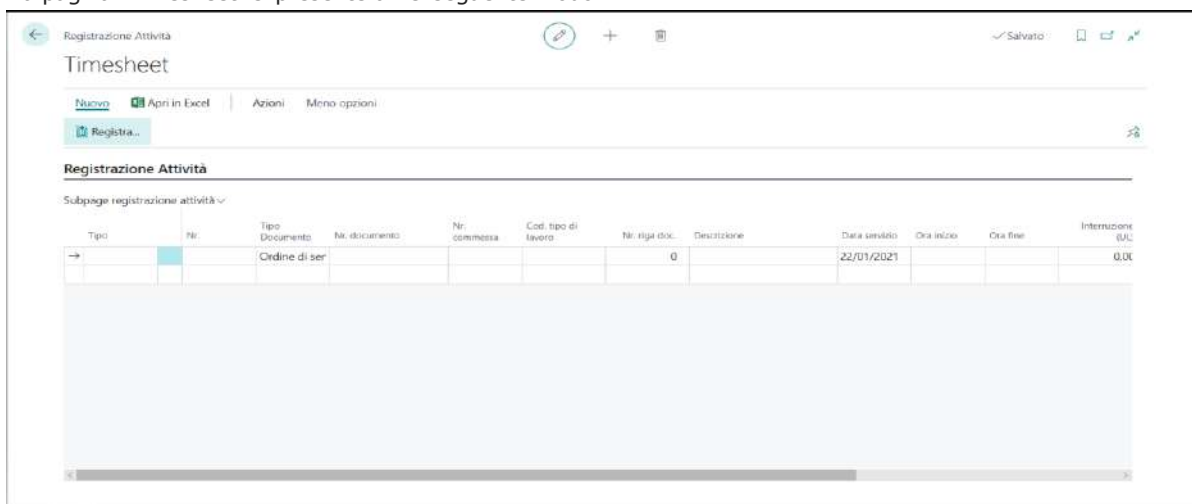 Registrazione Attività
Salvato
Timesheet
Nuovo Apri in Excel Azioni Meno opzioni
Registra...
Registrazione Attività
Subpage registrazione attività
Tipo Nr. Tipo Documento Nr. documento Nr. commessa Cod. tipo di lavoro Nr. riga doc. Descrizione Data servizio Ora inizio Ora fine Interruzione
Ordine di ser 0 22/01/2021 0,00